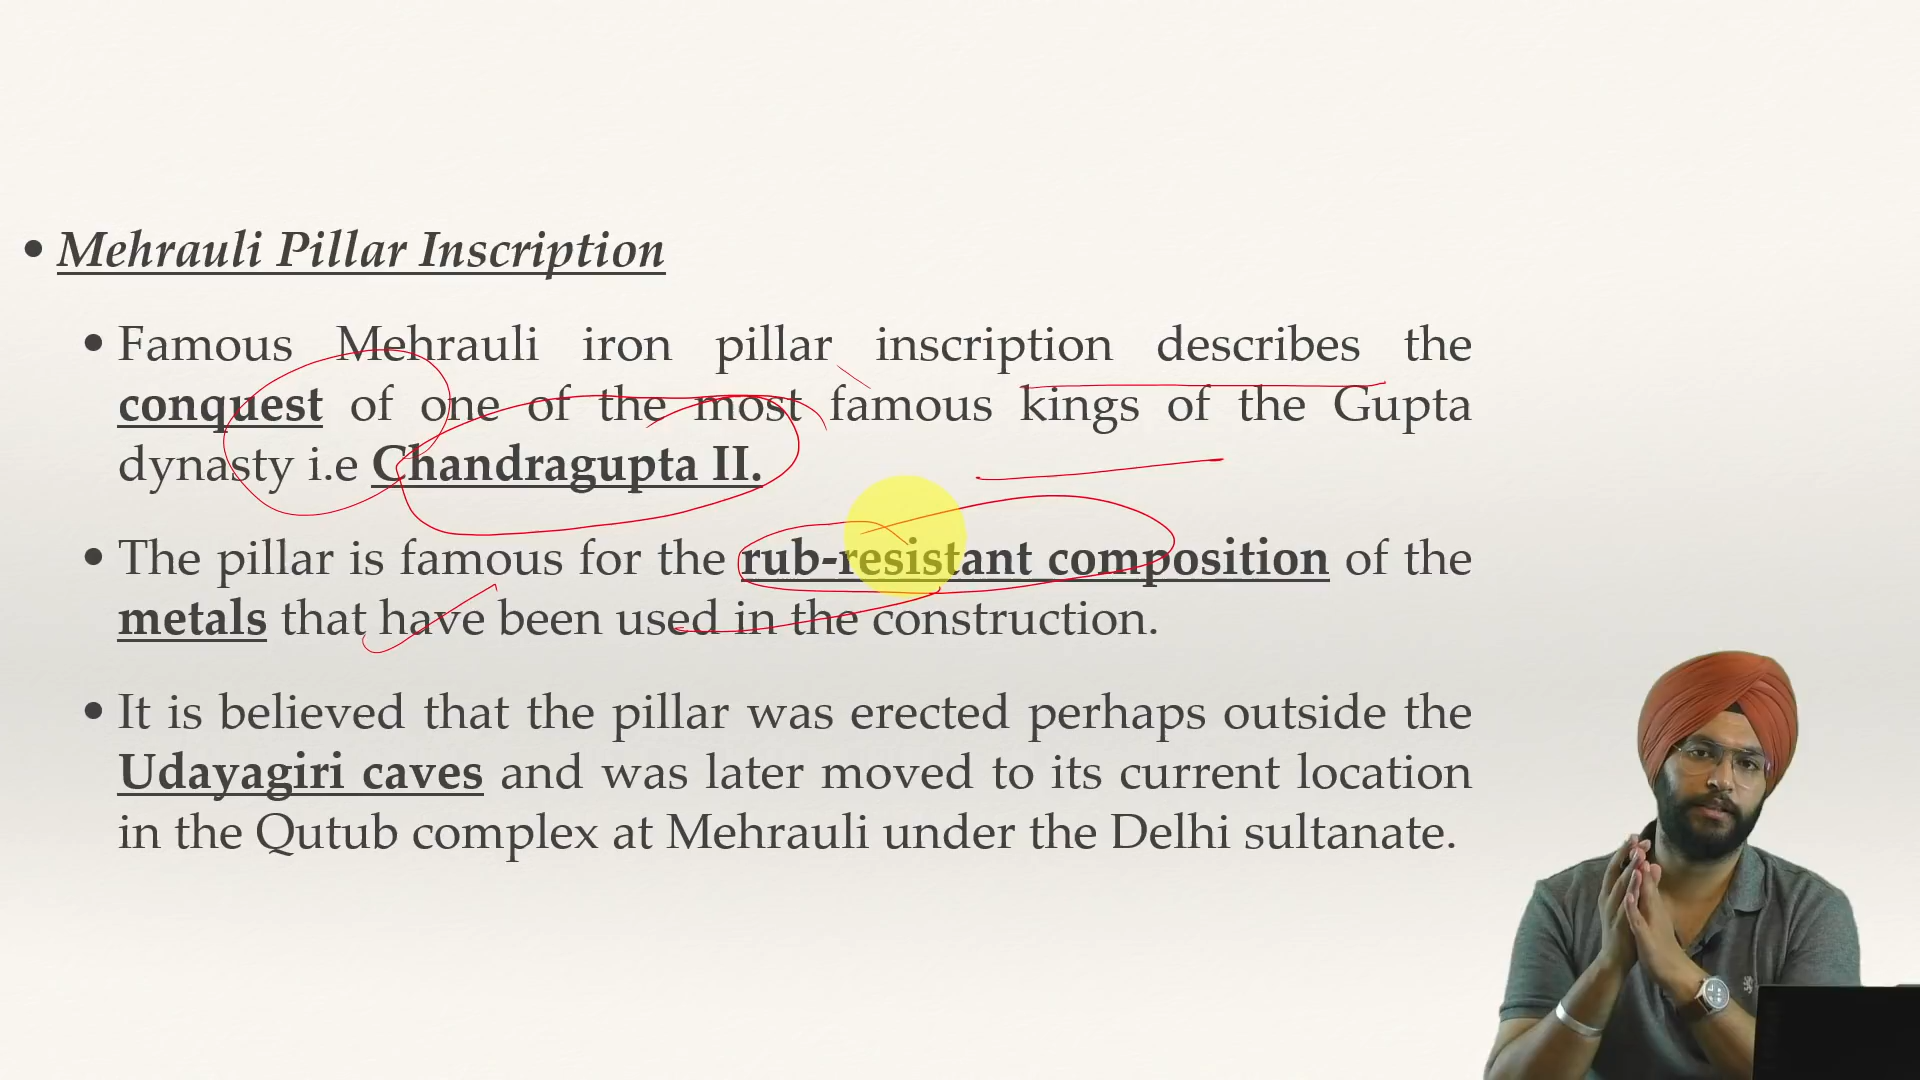 • Mehrauli Pillar Inscription
• Famous Mehrauli iron pillar inscription describes the
conquest of one of the most famous kings of the Gupta
dynasty i.e Chandragupta II.
• The pillar is famous for the rub-resistant composition of the
metals that have been used in the construction.
• It is believed that the pillar was erected perhaps outside the
Udayagiri caves and was later moved to its current location
in the Qutub complex at Mehrauli under the Delhi sultanate.